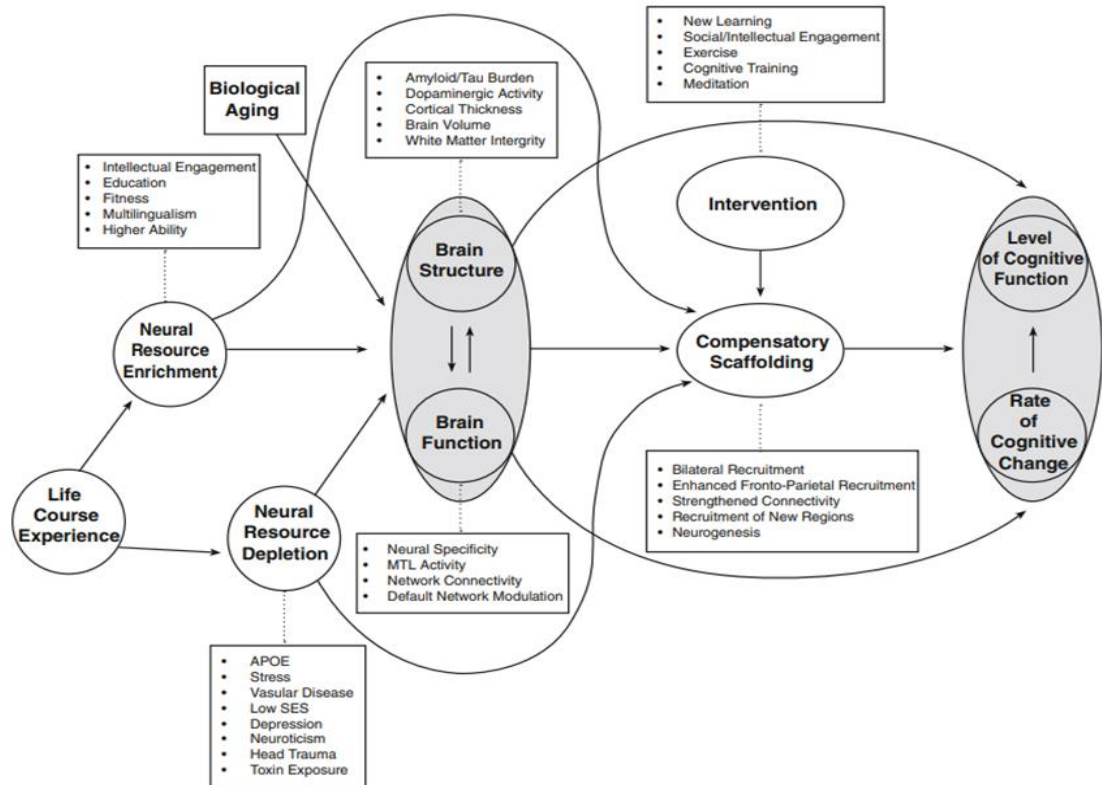 • New Learning
• Social/Intellectual Engagement
• Exercise
• Cognitive Training
• Meditation
Biological
Aging
• Amyloid/Tau Burden
• Dopaminergic Activity
• Cortical Thickness
• Brain Volume
• White Matter Intergrity
• Intellectual Engagement
• Education
• Fitness
• Multilingualism
• Higher Ability
Intervention
Brain
Structure
Level
of Cognitive
Function
Neural
Resource
Enrichment
Compensatory
Scaffolding
Brain
Function
Rate
of
Cognitive
Change
Life
Course
Experience
Neural
Resource
Depletion
• Bilateral Recruitment
• Enhanced Fronto-Parietal Recruitment
• Strengthened Connectivity
• Recruitment of New Regions
• Neurogenesis
• Neural Specificity
• MTL Activity
• Network Connectivity
• Default Network Modulation
• APOE
• Stress
• Vasular Disease
• Low SES
• Depression
• Neuroticism
• Head Trauma
• Toxin Exposure